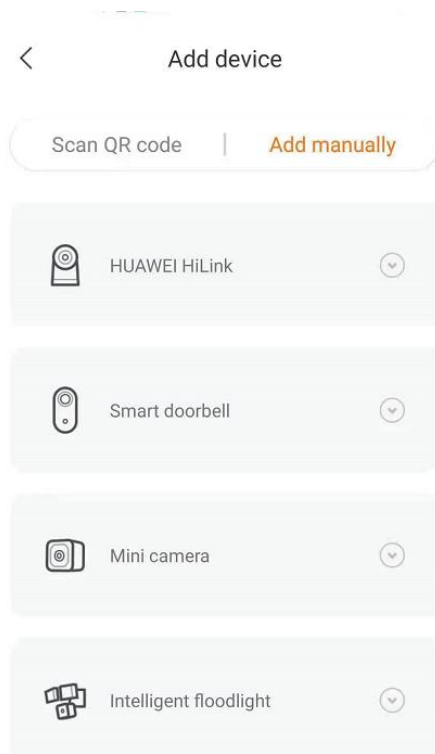 Add device
Scan QR code | Add manually
HUAWEI HiLink
Smart doorbell
Mini camera
Intelligent floodlight